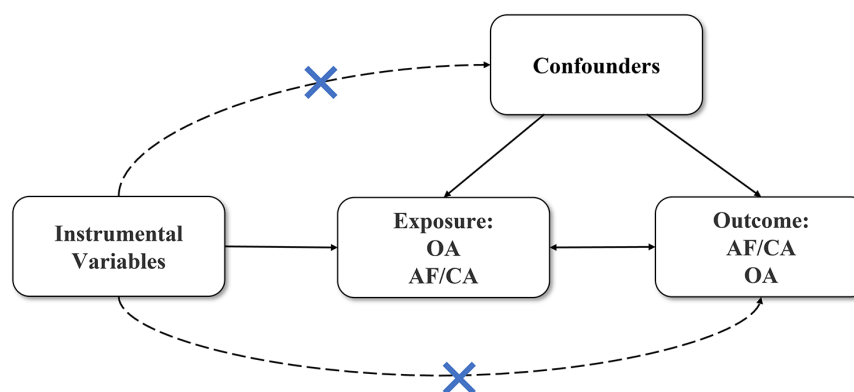 Confounders
Instrumental
Variables
Exposure:
OA
AF/CA
Outcome:
AF/CA
OA